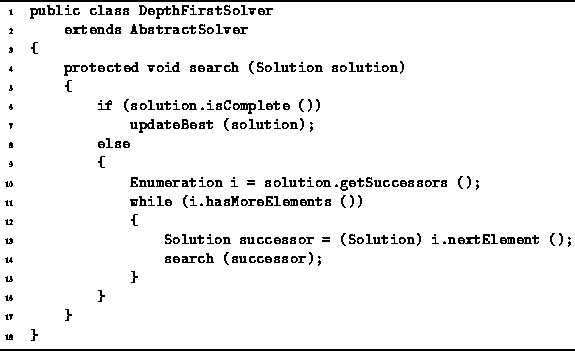 1 public class DepthFirstSolver
2     extends AbstractSolver
3 {
4     protected void search (Solution solution)
5     {
6         if (solution.isComplete ())
7             updateBest (solution);
8         else
9         {
10             Enumeration i = solution.getSuccessors ();
11             while (i.hasMoreElements ())
12             {
13                 Solution successor = (Solution) i.nextElement ();
14                 search (successor);
15             }
16         }
17     }
18 }